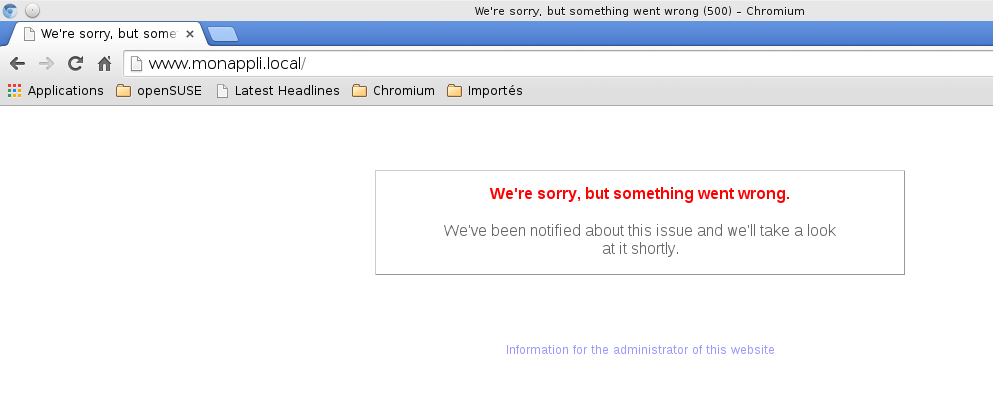 We're sorry, but something went wrong (500) – Chromium
We're sorry, but some
www.monappli.local/
Applications openSUSE Latest Headlines Chromium Importés
We're sorry, but something went wrong.
We've been notified about this issue and we'll take a look
at it shortly.
Information for the administrator of this website